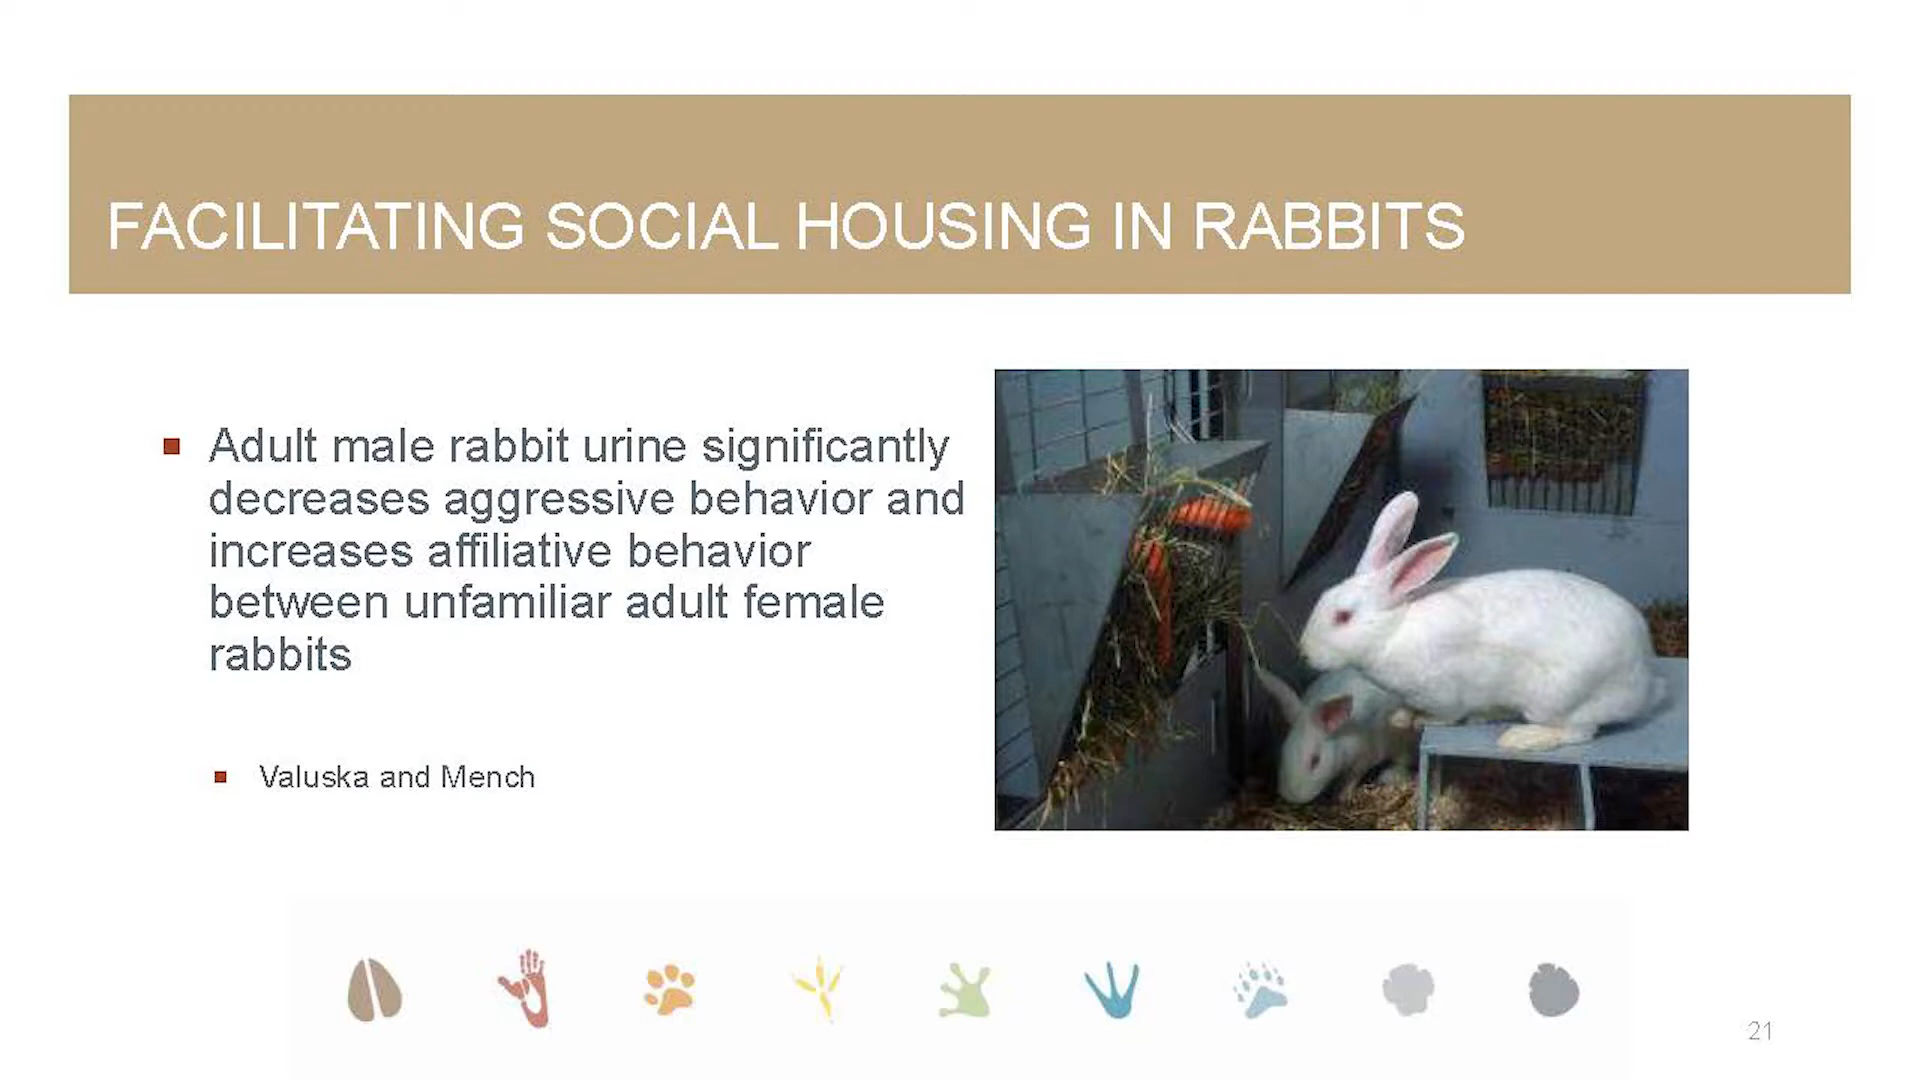 FACILITATING SOCIAL HOUSING IN RABBITS
Adult male rabbit urine significantly
decreases aggressive behavior and
increases affiliative behavior
between unfamiliar adult female
rabbits
Valuska and Mench
21